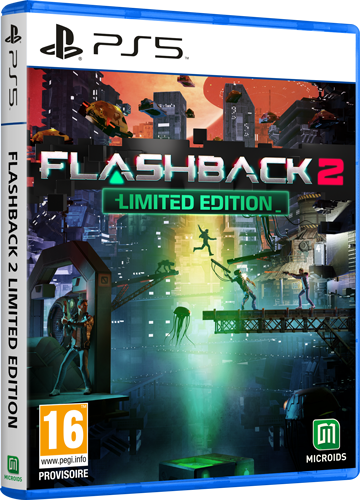 PS5
PS5
FLASHBACK 2
LIMITED EDITION
FLASHBACK 2 LIMITED EDITION
16
www.pegi.info
PROVISOIRE
MICROIDS